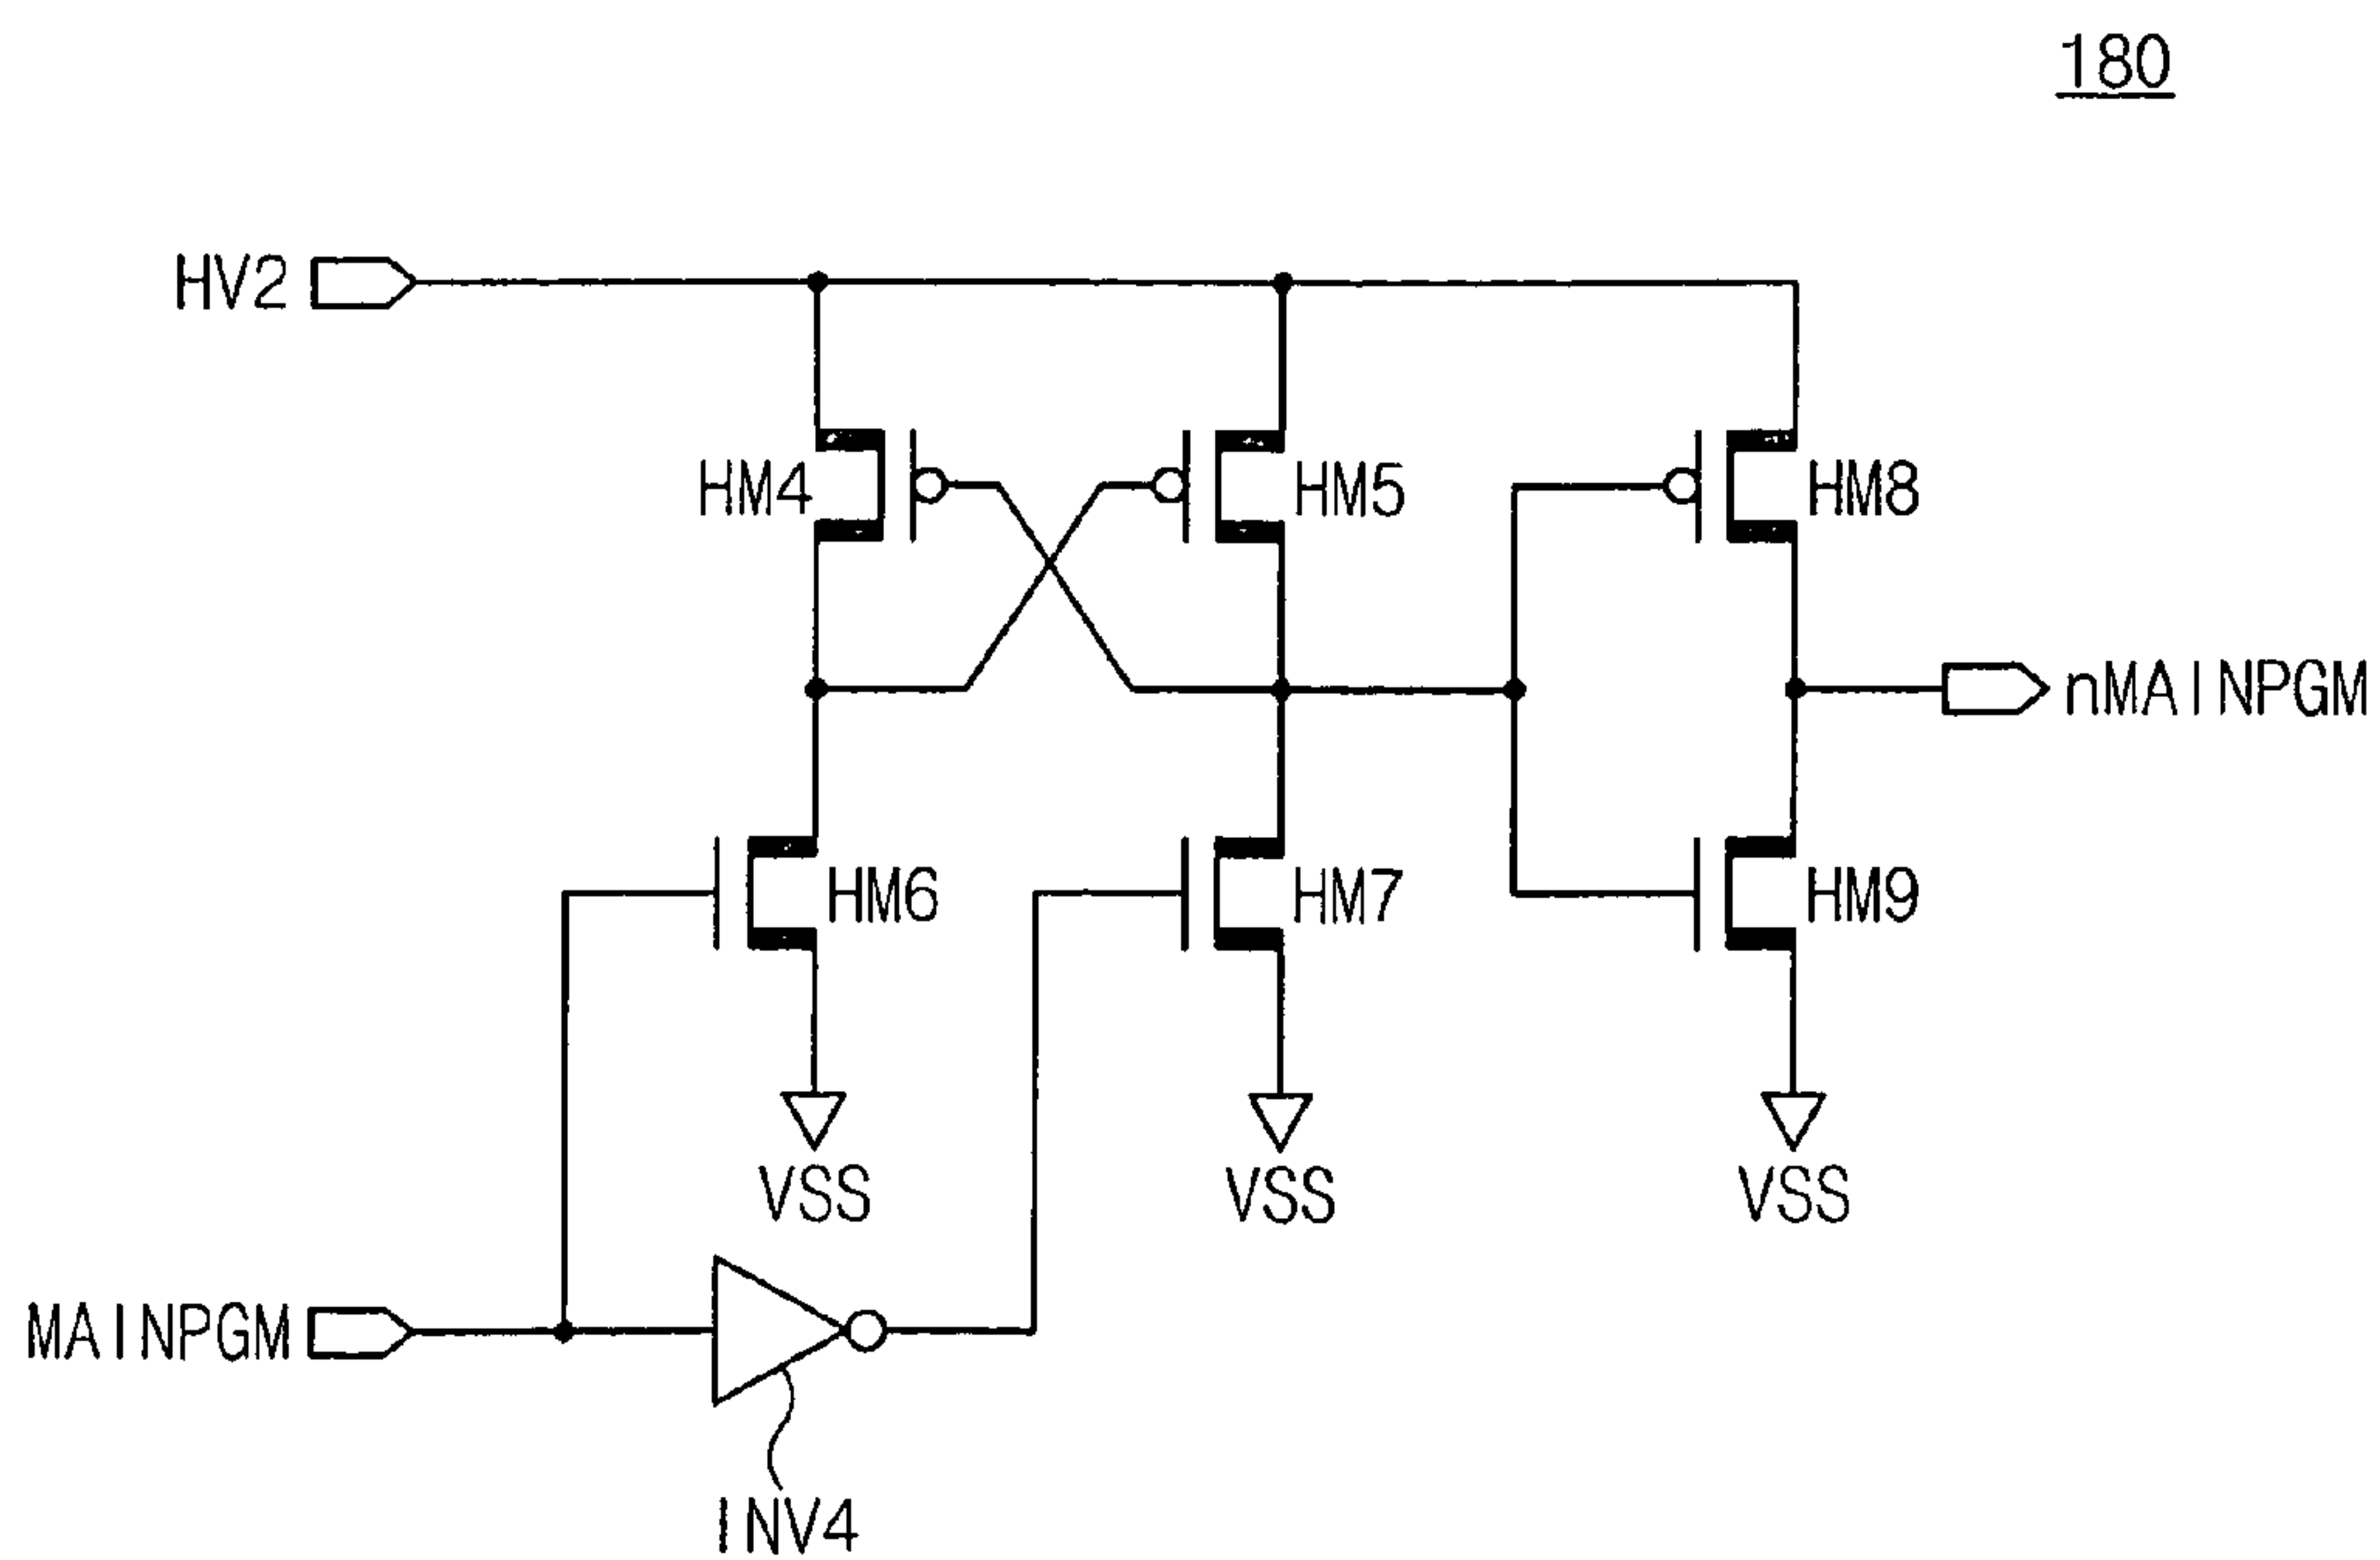 180
HV2
HM4
HM5
HM8
nMAINPGM
HM6
HM7
HM9
VSS
VSS
VSS
MAINPGM
INV4